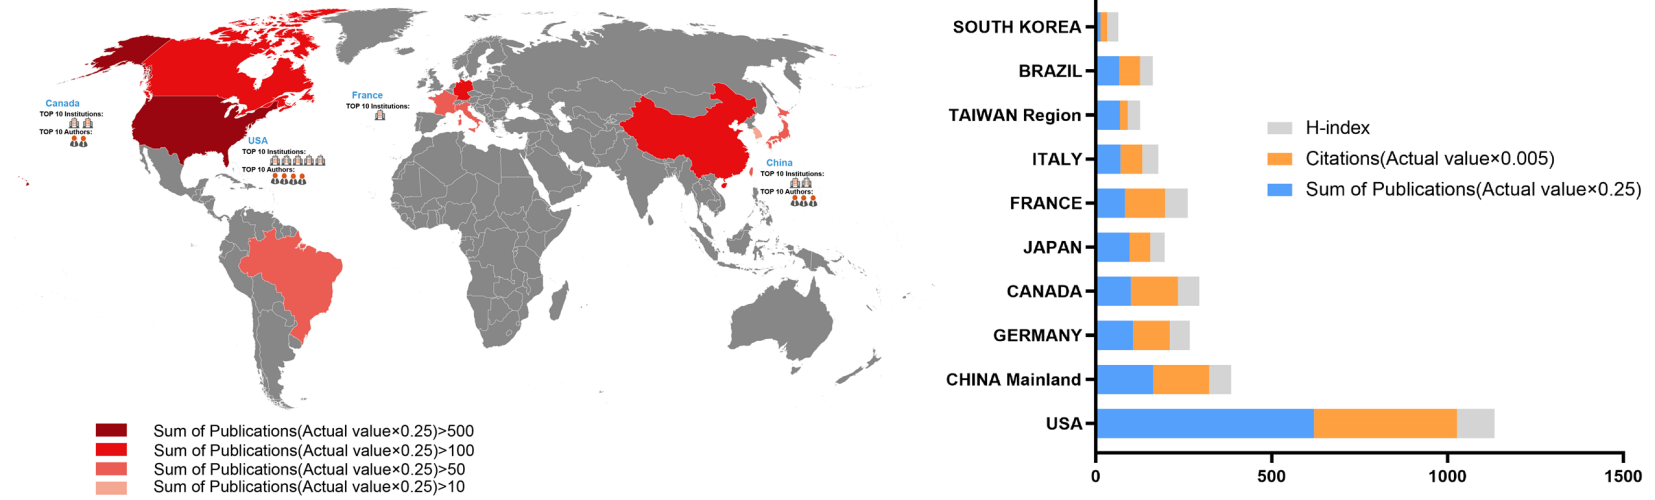 Canada
TOP 10 Institutions:
TOP 10 Authors:
USA
TOP 10 Institutions:
TOP 10 Authors:
France
TOP 10 Institutions:
China
TOP 10 Institutions:
TOP 10 Authors:
Sum of Publications(Actual value×0.25)>500
Sum of Publications(Actual value×0.25)>100
Sum of Publications(Actual value×0.25)>50
Sum of Publications(Actual value×0.25)>10
SOUTH KOREA
BRAZIL
TAIWAN Region
ITALY
FRANCE
JAPAN
CANADA
GERMANY
CHINA Mainland
USA
0 500 1000 1500
H-index
Citations(Actual value×0.005)
Sum of Publications(Actual value×0.25)